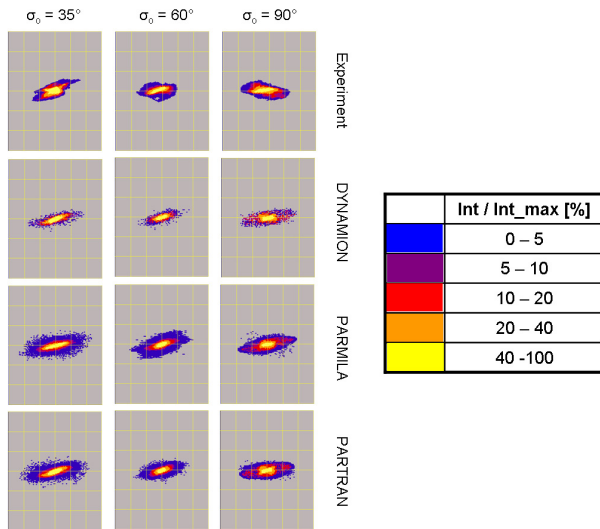 σ₀ = 35° σ₀ = 60° σ₀ = 90°
Experiment
DYNAMION
PARMILA
PARTRAN
Int / Int_max [%]
0 – 5
5 – 10
10 – 20
20 – 40
40 -100